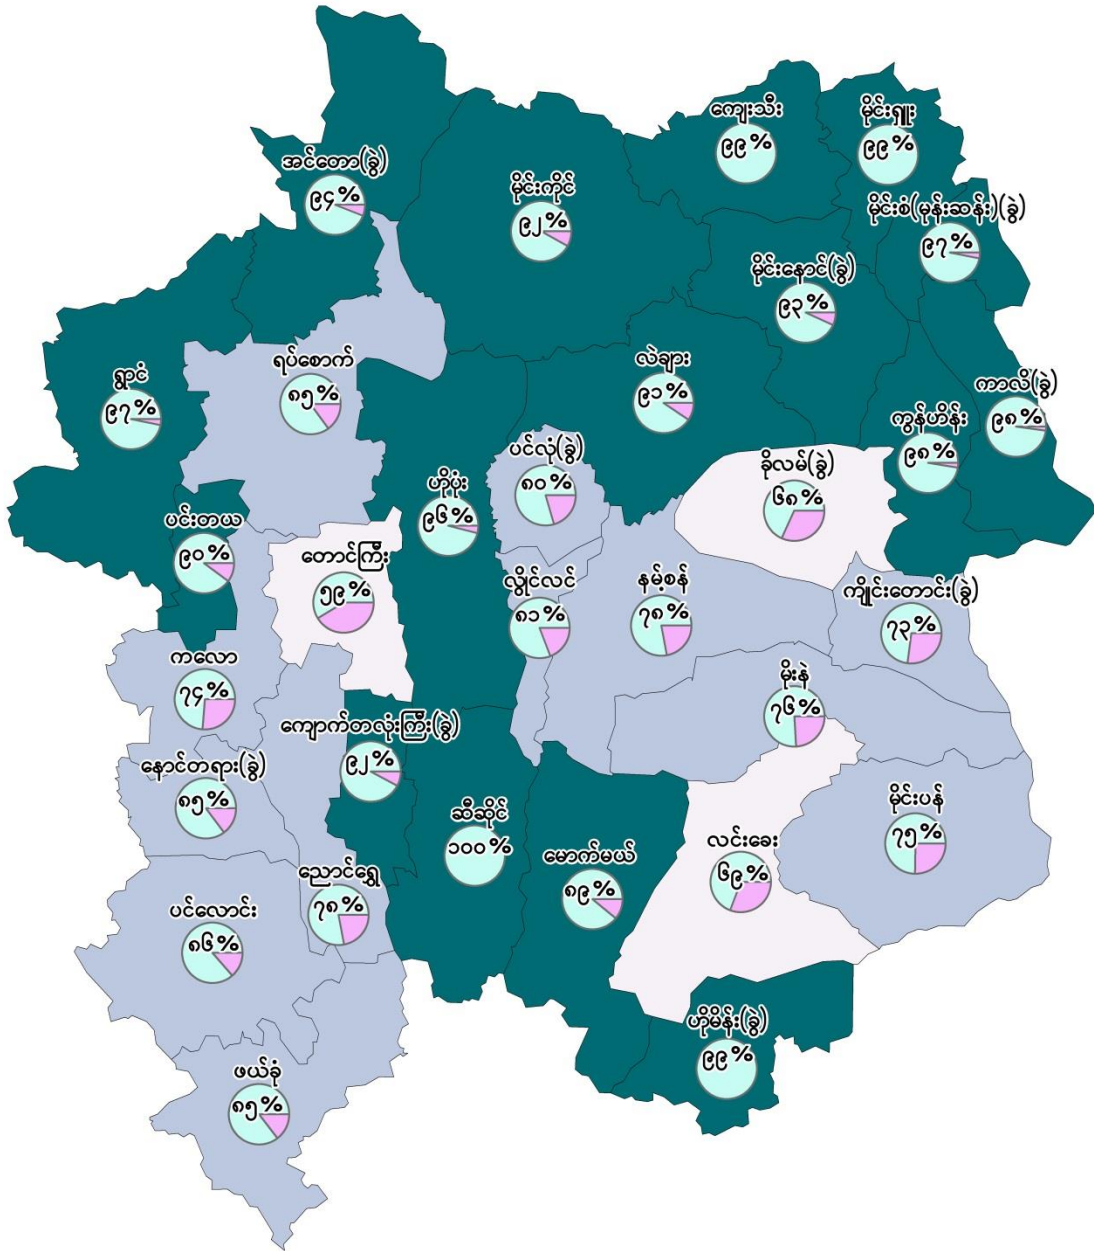 ကျေးသီး
၉၉%
မိုင်းရှူး
၉၉%
အင်တော(ခွဲ)
၉၄%
မိုင်းကိုင်
၉၂%
မိုင်းစံ(မုန်းဆန်း)(ခွဲ)
၉၇%
မိုင်းနောင်(ခွဲ)
၉၃%
ရပ်စောက်
၈၅%
လဲချား
၉၁%
ရွာငံ
၉၇%
ကာလိ(ခွဲ)
၉၈%
ကွန်ဟိန်း
၉၈%
ပင်လုံ(ခွဲ)
၈၀%
ခိုလမ်(ခွဲ)
၆၈%
ဟိုပုံး
၉၆%
ပင်းတယ
၉၀%
တောင်ကြီး
၅၉%
လွိုင်လင်
၈၁%
နမ့်စန်
၇၈%
ကျိုင်းတောင်း(ခွဲ)
၇၃%
ကလော
၇၄%
မိုးနဲ
၇၆%
ကျောက်တလုံးကြီး(ခွဲ)
၉၂%
နောင်တရား(ခွဲ)
၈၅%
ဆီဆိုင်
၁၀၀%
မိုင်းပန်
၇၅%
လင်းခေး
၆၉%
မောက်မယ်
၈၉%
ညောင်ရွှေ
၇၈%
ပင်လောင်း
၈၆%
ဟိုမိန်း(ခွဲ)
၉၉%
ဖယ်ခုံ
၈၅%